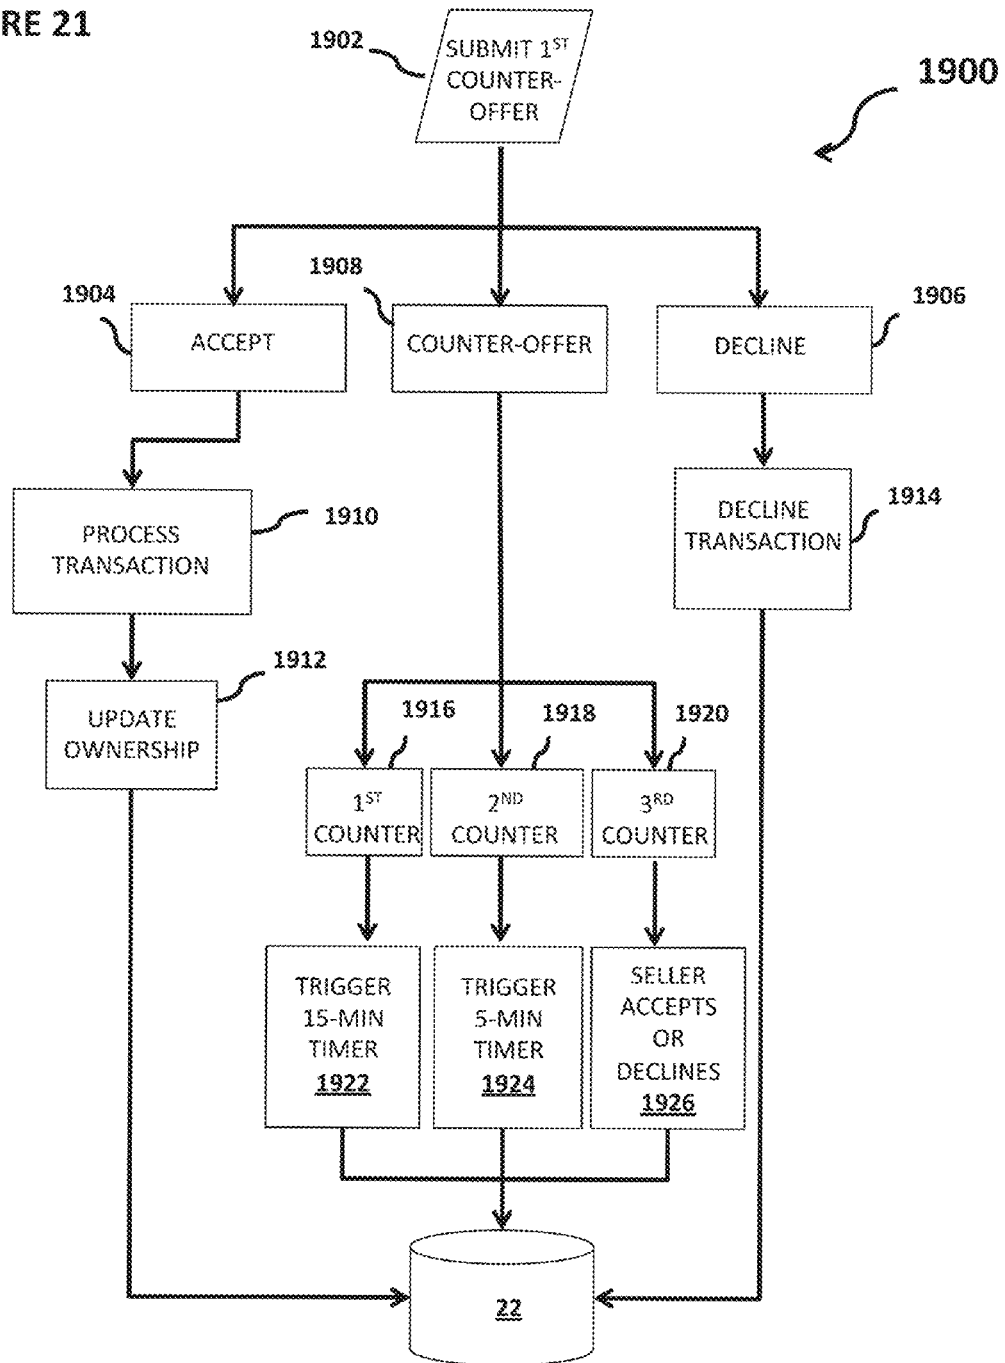 RE 21
1902
SUBMIT 1ST
COUNTER-
OFFER
1900
1904
ACCEPT
1908
COUNTER-OFFER
1906
DECLINE
PROCESS
TRANSACTION
1910
DECLINE
TRANSACTION
1914
UPDATE
OWNERSHIP
1912
1916
1918
1920
1ST
COUNTER
2ND
COUNTER
3RD
COUNTER
TRIGGER
15-MIN
TIMER
1922
TRIGGER
5-MIN
TIMER
1924
SELLER
ACCEPTS
OR
DECLINES
1926
22